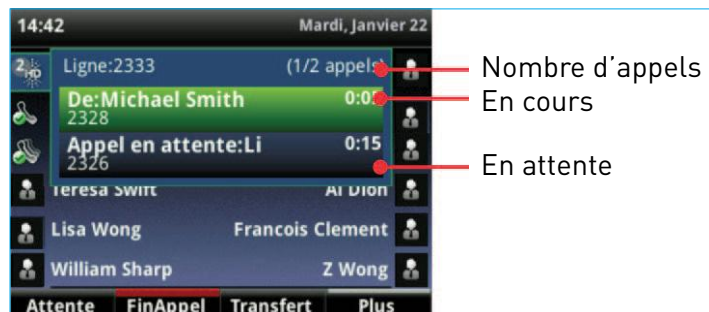 14:42 Mardi, Janvier 22
2 HD Ligne:2333 (1/2 appels) Nombre d'appels
De:Michael Smith En cours
2328
Appel en attente:Li 0:15 En attente
2326
Teresa Swift Al Dion
Lisa Wong Francois Clement
William Sharp Z Wong
Attente FinAppel Transfert Plus